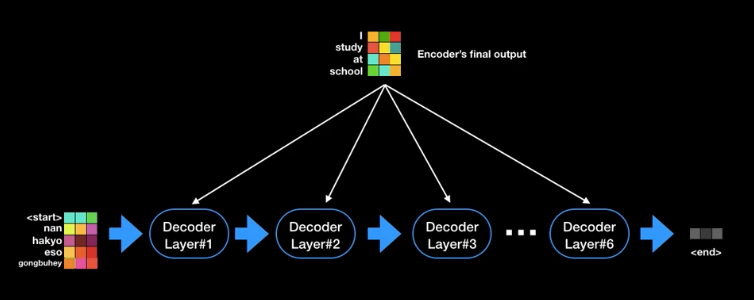 I
study
at
school
Encoder's final output
<start>
nan
hakyo
eso
gongbuhey
Decoder
Layer#1
Decoder
Layer#2
Decoder
Layer#3
Decoder
Layer#6
<end>